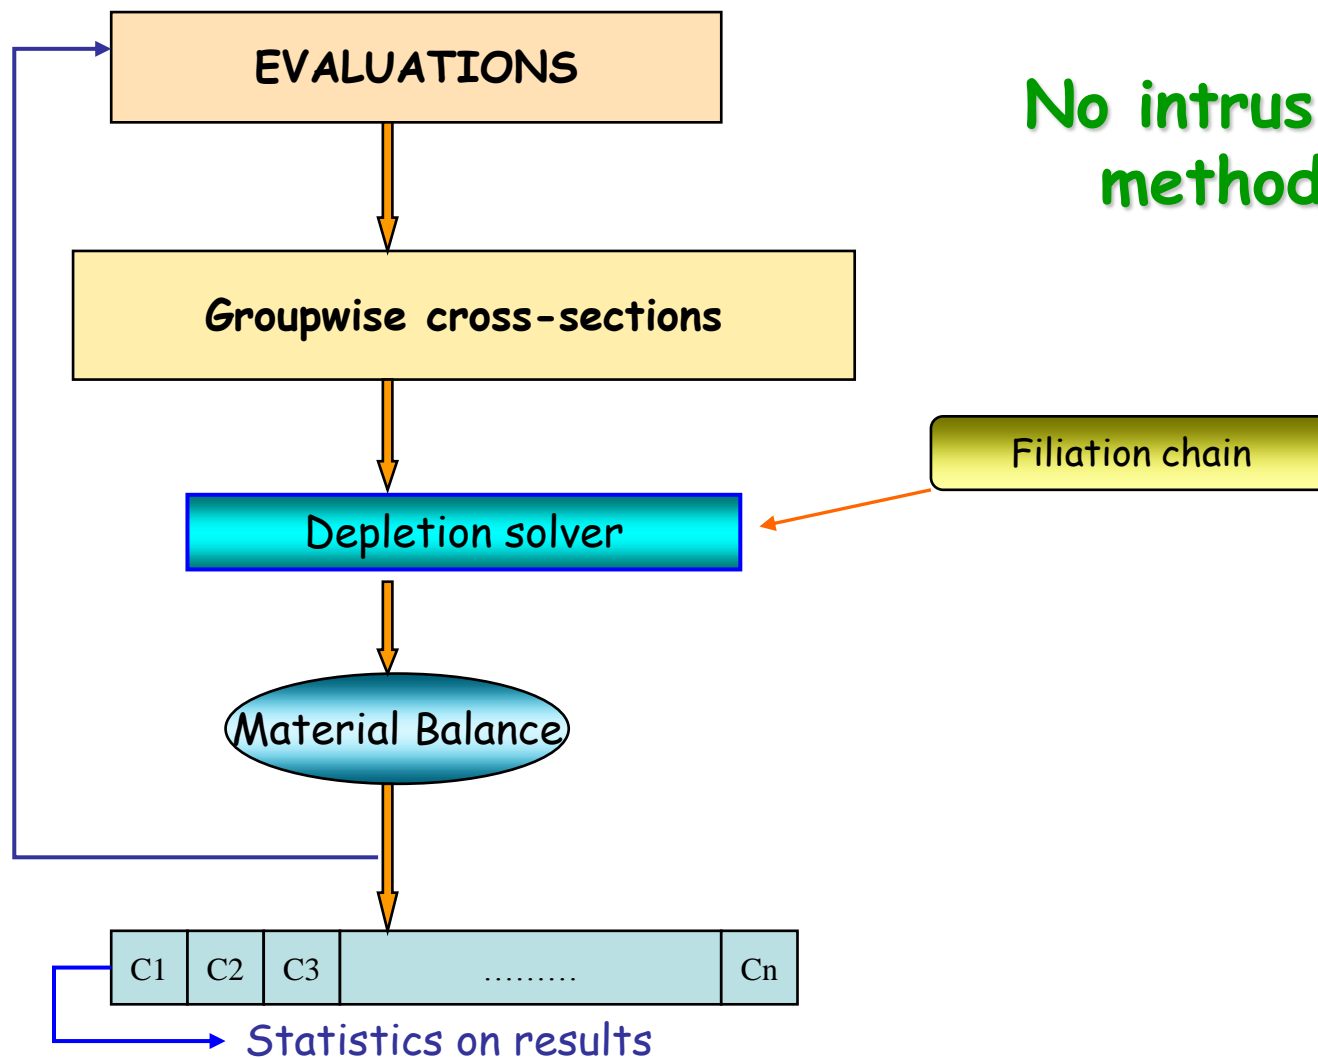 EVALUATIONS
No intrus
method
Groupwise cross-sections
Filiation chain
Depletion solver
Material Balance
C1 C2 C3 ......... Cn
Statistics on results